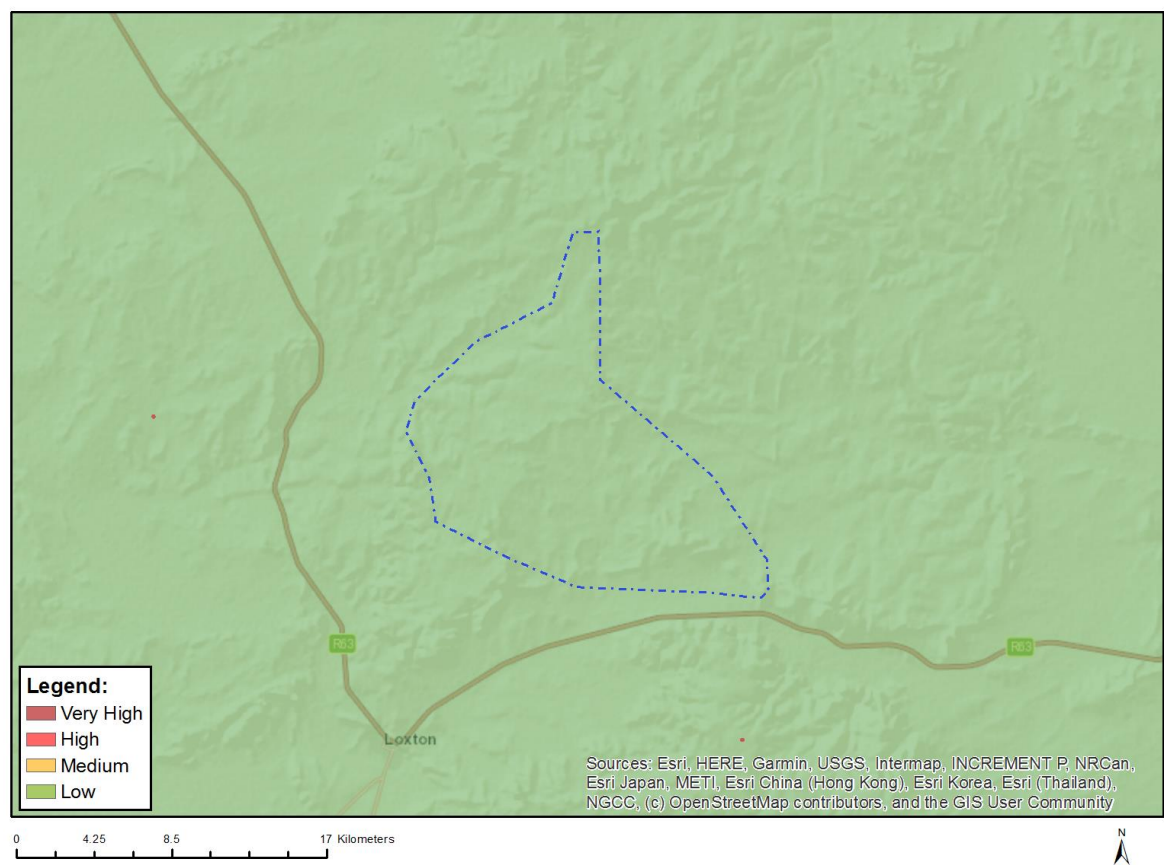 R63
R63
Legend:
Very High
High
Medium
Low
Loxton
Sources: Esri, HERE, Garmin, USGS, Intermap, INCREMENT P, NRCan,
Esri Japan, METI, Esri China (Hong Kong), Esri Korea, Esri (Thailand),
NGCC, (c) OpenStreetMap contributors, and the GIS User Community
0 4.25 8.5 17 Kilometers
N